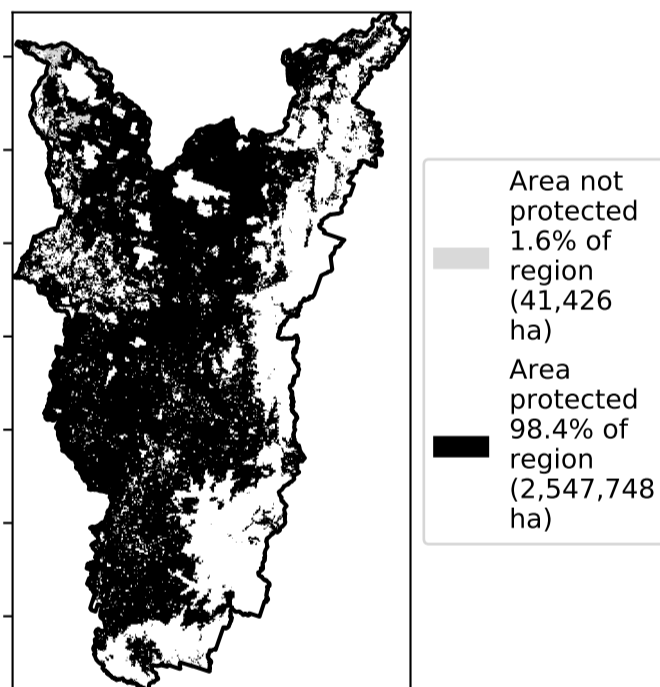 Area not
protected
1.6% of
region
(41,426
ha)
Area
protected
98.4% of
region
(2,547,748
ha)